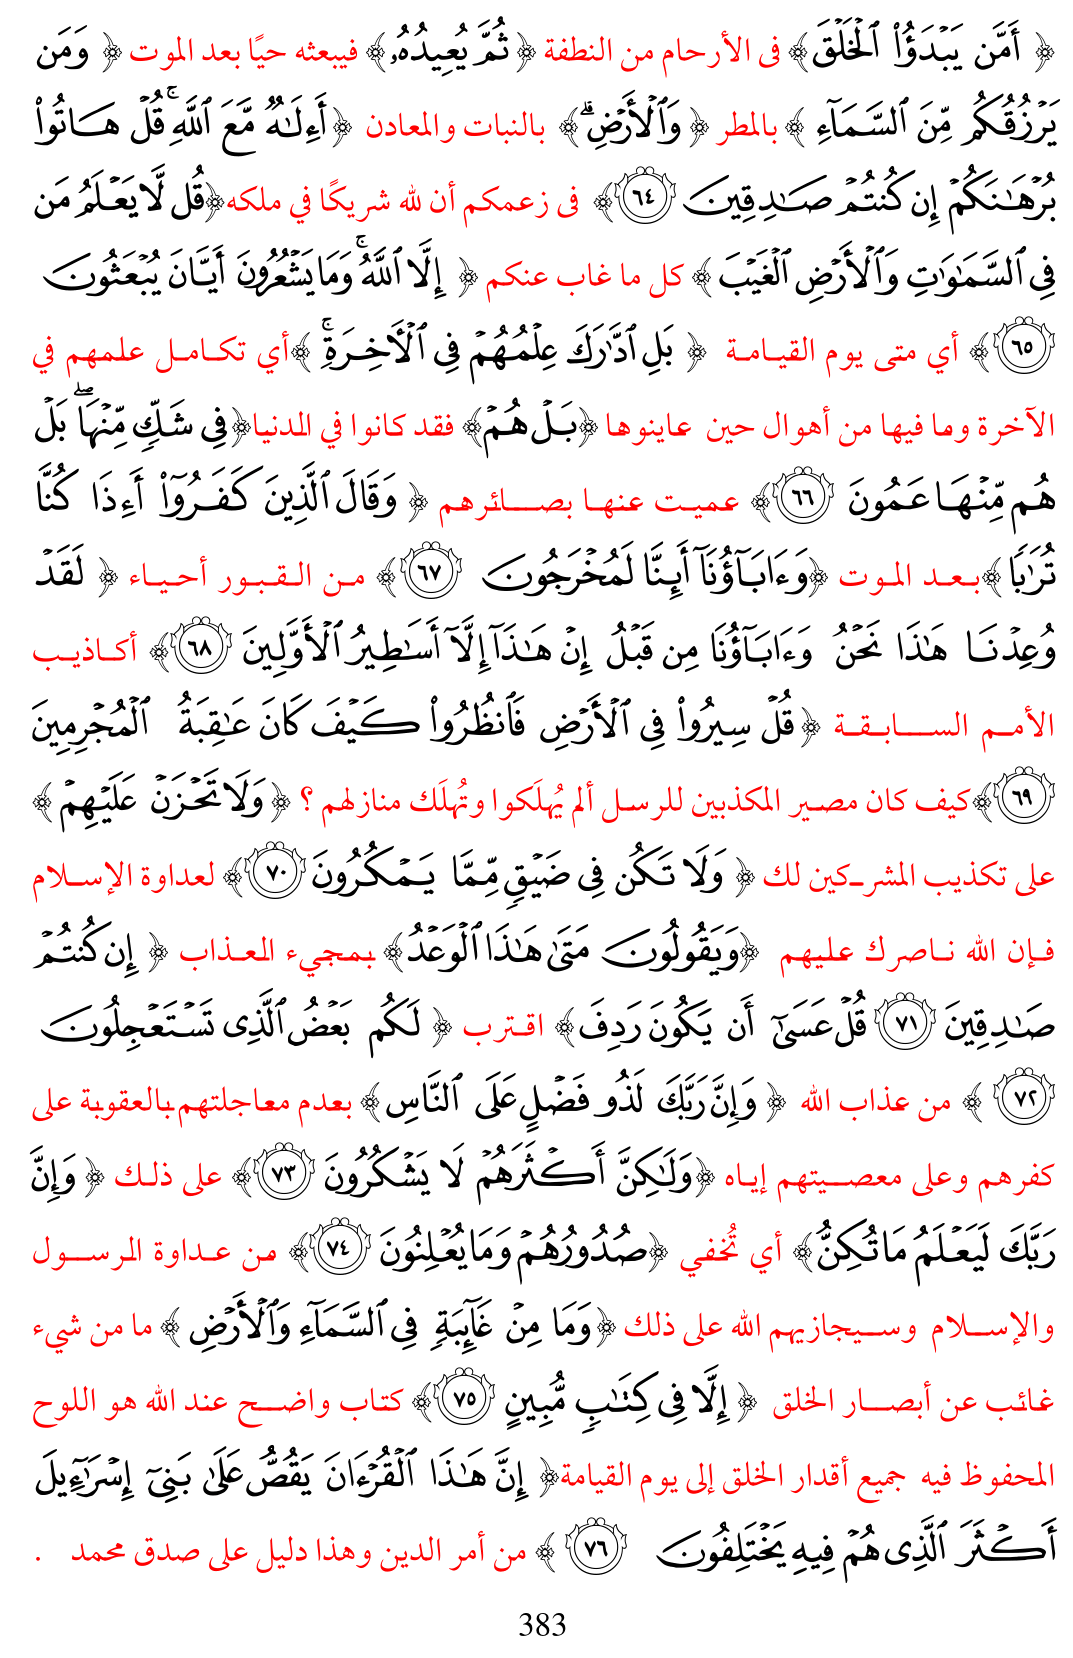 ﴿ أَمَّن يَبْدَؤُا۟ ٱلْخَلْقَ﴾ فى الأرحام من النطفة ﴿ثُمَّ يُعِيدُهُۥ﴾ فيبعثه حيًا بعد الموت ﴿ وَمَن
يَرْزُقُكُم مِّنَ ٱلسَّمَآءِ ﴾ بالمطر ﴿ وَٱلْأَرْضِ ۗ﴾ بالنبات والمعادن ﴿أَءِلَـٰهٌ مَّعَ ٱللَّهِ ۚ قُلْ هَاتُوا۟
بُرْهَـٰنَكُمْ إِن كُنتُمْ صَـٰدِقِينَ ٦٤﴾ فى زعمكم أن لله شريكًا في ملكه﴿قُل لَّا يَعْلَمُ مَن
فِى ٱلسَّمَـٰوَٰتِ وَٱلْأَرْضِ ٱلْغَيْبَ﴾ كل ما غاب عنكم ﴿ إِلَّا ٱللَّهُ ۚ وَمَا يَشْعُرُونَ أَيَّانَ يُبْعَثُونَ
٦٥﴾ أي متى يوم القيامة ﴿ بَلِ ٱدَّٰرَكَ عِلْمُهُمْ فِى ٱلْـَٔاخِرَةِ ۚ ﴾أي تكامل علمهم في
الآخرة وما فيها من أهوال حين عاينوها ﴿بَلْ هُمْ﴾ فقد كانوا في الدنيا﴿فِى شَكٍّ مِّنْهَا ۖ بَلْ
هُم مِّنْهَا عَمُونَ ٦٦﴾ عميت عنها بصائرهم ﴿ وَقَالَ ٱلَّذِينَ كَفَرُوٓا۟ أَءِذَا كُنَّا
تُرَٰبًا ﴾بعد الموت ﴿وَءَابَآؤُنَآ أَئِنَّا لَمُخْرَجُونَ ٦٧﴾ من القبور أحياء ﴿ لَقَدْ
وُعِدْنَا هَـٰذَا نَحْنُ وَءَابَآؤُنَا مِن قَبْلُ إِنْ هَـٰذَآ إِلَّآ أَسَـٰطِيرُ ٱلْأَوَّلِينَ ٦٨﴾ أكاذيب
الأمم السابقة ﴿ قُلْ سِيرُوا۟ فِى ٱلْأَرْضِ فَٱنظُرُوا۟ كَيْفَ كَانَ عَـٰقِبَةُ ٱلْمُجْرِمِينَ
٦٩﴾كيف كان مصير المكذبين للرسل ألم يُهلَكوا وتُهلَك منازلهم ؟ ﴿وَلَا تَحْزَنْ عَلَيْهِمْ ﴾
على تكذيب المشركين لك ﴿ وَلَا تَكُن فِى ضَيْقٍ مِّمَّا يَمْكُرُونَ ٧٠﴾ لعداوة الإسلام
فإن الله ناصرك عليهم ﴿وَيَقُولُونَ مَتَىٰ هَـٰذَا ٱلْوَعْدُ﴾ بمجيء العذاب ﴿ إِن كُنتُمْ
صَـٰدِقِينَ ٧١ قُلْ عَسَىٰٓ أَن يَكُونَ رَدِفَ﴾ اقترب ﴿ لَكُم بَعْضُ ٱلَّذِى تَسْتَعْجِلُونَ
٧٢ ﴾ من عذاب الله ﴿ وَإِنَّ رَبَّكَ لَذُو فَضْلٍ عَلَى ٱلنَّاسِ﴾ بعدم معاجلتهم بالعقوبة على
كفرهم وعلى معصيتهم إياه ﴿وَلَـٰكِنَّ أَكْثَرَهُمْ لَا يَشْكُرُونَ ٧٣﴾ على ذلك ﴿ وَإِنَّ
رَبَّكَ لَيَعْلَمُ مَا تُكِنُّ﴾ أي تُخفي ﴿صُدُورُهُمْ وَمَا يُعْلِنُونَ ٧٤﴾ من عداوة الرسول
والإسلام وسيجازيهم الله على ذلك ﴿وَمَا مِنْ غَآئِبَةٍ فِى ٱلسَّمَآءِ وَٱلْأَرْضِ ﴾ ما من شيء
غائب عن أبصار الخلق ﴿ إِلَّا فِى كِتَـٰبٍ مُّبِينٍ ٧٥﴾ كتاب واضح عند الله هو اللوح
المحفوظ فيه جميع أقدار الخلق إلى يوم القيامة﴿ إِنَّ هَـٰذَا ٱلْقُرْءَانَ يَقُصُّ عَلَىٰ بَنِىٓ إِسْرَٰٓءِيلَ
أَكْثَرَ ٱلَّذِى هُمْ فِيهِ يَخْتَلِفُونَ ٧٦ ﴾ من أمر الدين وهذا دليل على صدق محمد .
383